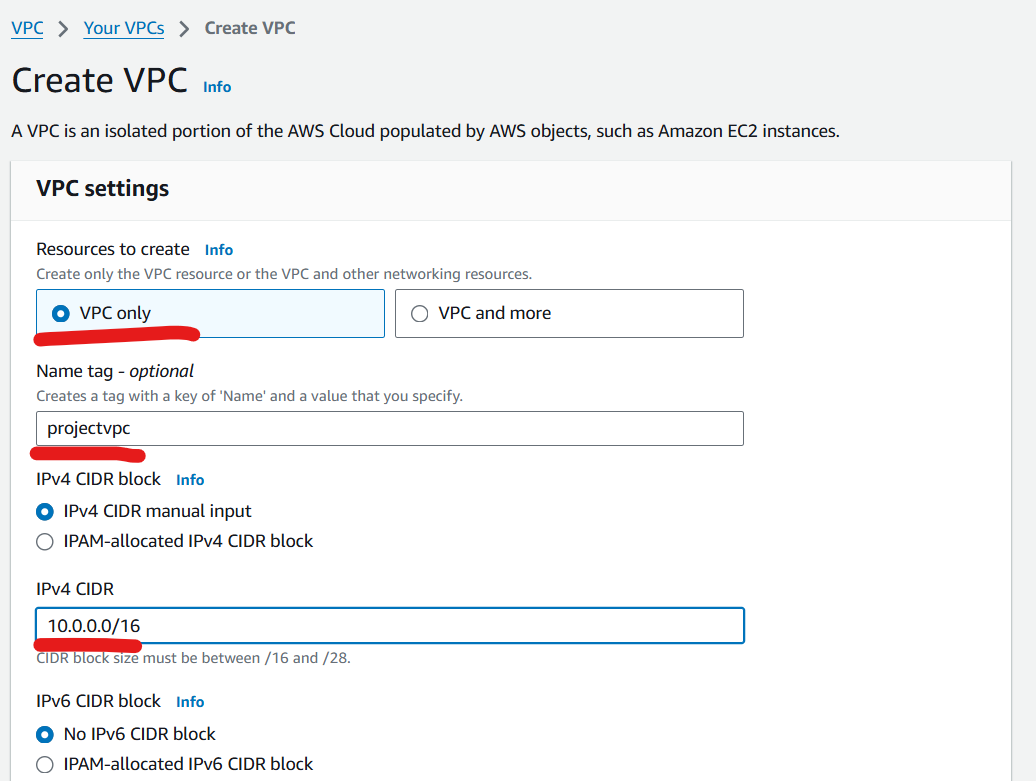 VPC > Your VPCs > Create VPC
Create VPC Info
A VPC is an isolated portion of the AWS Cloud populated by AWS objects, such as Amazon EC2 instances.
VPC settings
Resources to create Info
Create only the VPC resource or the VPC and other networking resources.
VPC only VPC and more
Name tag - optional
Creates a tag with a key of 'Name' and a value that you specify.
projectvpc
IPv4 CIDR block Info
IPv4 CIDR manual input
IPAM-allocated IPv4 CIDR block
IPv4 CIDR
10.0.0.0/16
CIDR block size must be between /16 and /28.
IPv6 CIDR block Info
No IPv6 CIDR block
IPAM-allocated IPv6 CIDR block